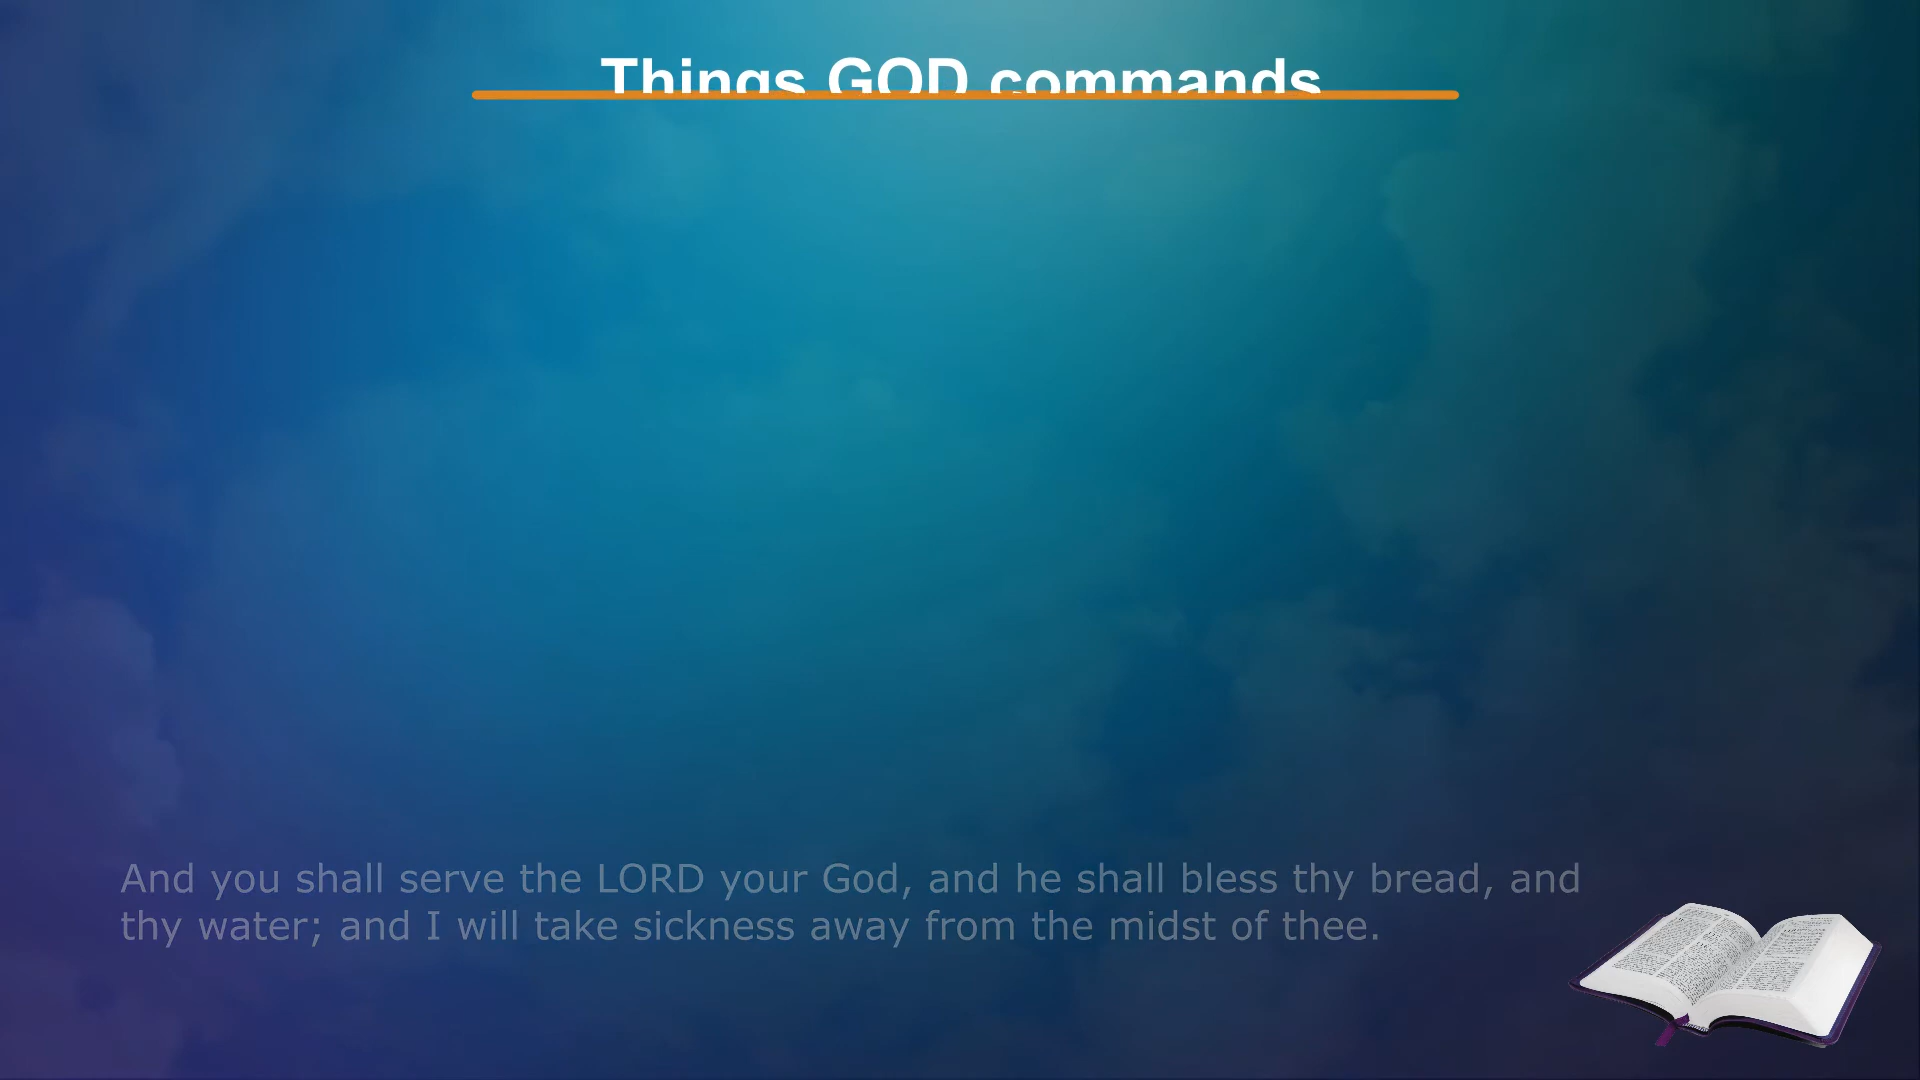 Things GOD commands
And you shall serve the LORD your God, and he shall bless thy bread, and
thy water; and I will take sickness away from the midst of thee.